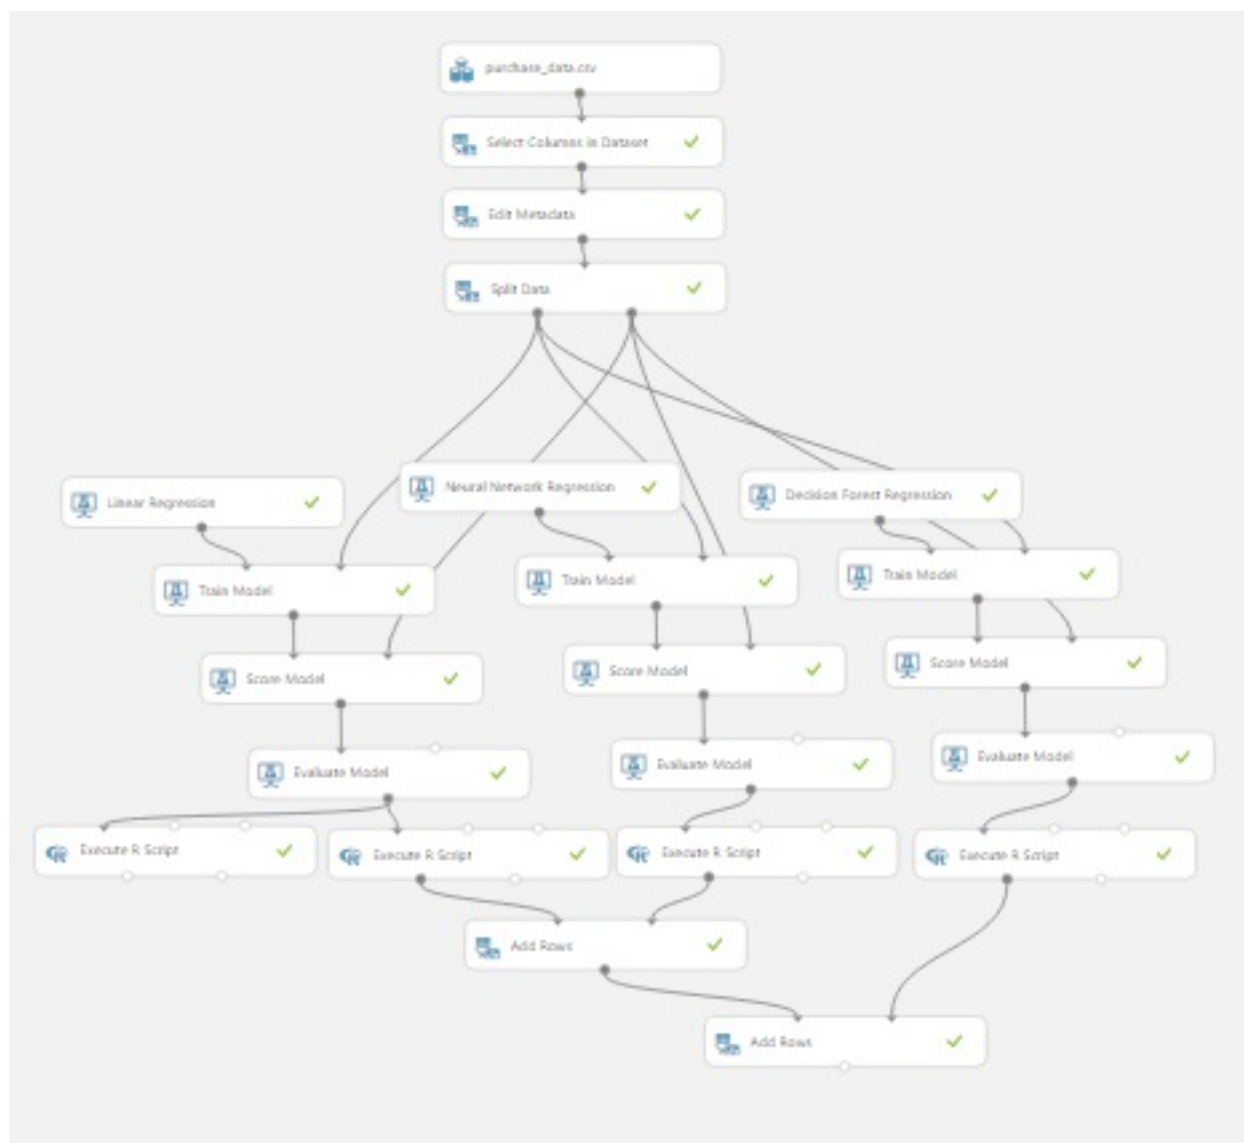 purchase_data.csv
Select Columns in Dataset
Edit Metadata
Split Data
Linear Regression
Neural Network Regression
Decision Forest Regression
Train Model
Train Model
Train Model
Score Model
Score Model
Score Model
Evaluate Model
Evaluate Model
Evaluate Model
Execute R Script
Execute R Script
Execute R Script
Execute R Script
Add Rows
Add Rows